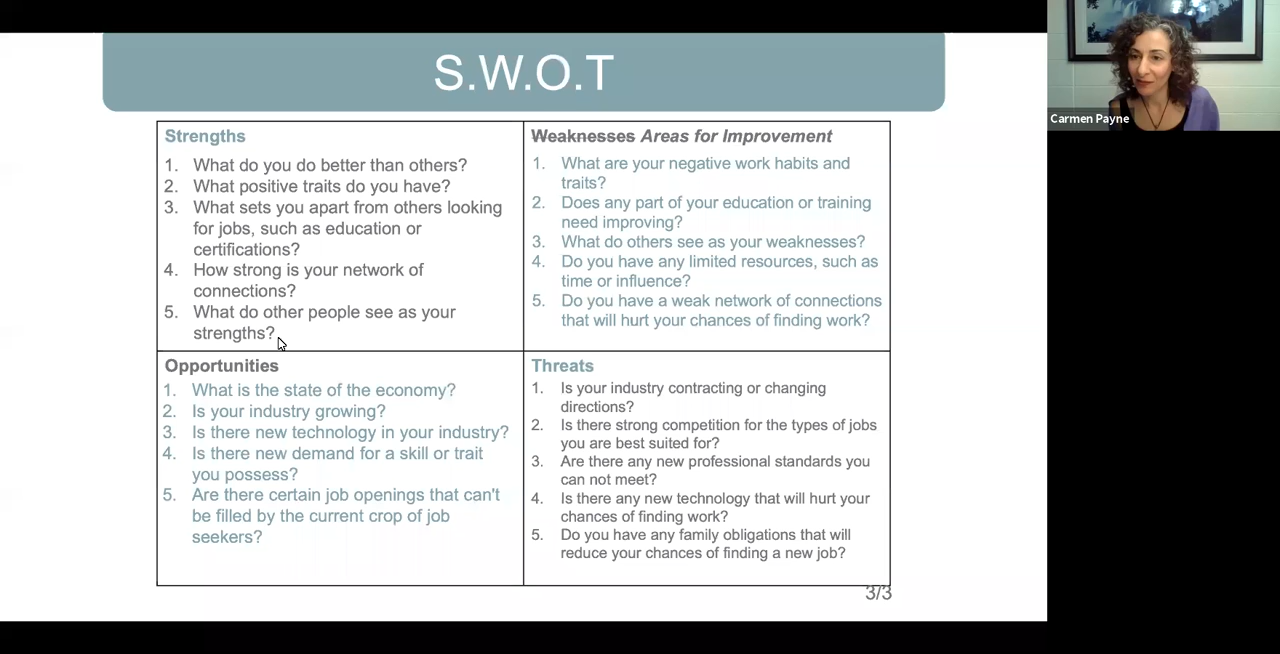 S.W.O.T
Carmen Payne
Strengths
1. What do you do better than others?
2. What positive traits do you have?
3. What sets you apart from others looking
for jobs, such as education or
certifications?
4. How strong is your network of
connections?
5. What do other people see as your
strengths?
Weaknesses Areas for Improvement
1. What are your negative work habits and
traits?
2. Does any part of your education or training
need improving?
3. What do others see as your weaknesses?
4. Do you have any limited resources, such as
time or influence?
5. Do you have a weak network of connections
that will hurt your chances of finding work?
Opportunities
1. What is the state of the economy?
2. Is your industry growing?
3. Is there new technology in your industry?
4. Is there new demand for a skill or trait
you possess?
5. Are there certain job openings that can't
be filled by the current crop of job
seekers?
Threats
1. Is your industry contracting or changing
directions?
2. Is there strong competition for the types of jobs
you are best suited for?
3. Are there any new professional standards you
can not meet?
4. Is there any new technology that will hurt your
chances of finding work?
5. Do you have any family obligations that will
reduce your chances of finding a new job?
3/3